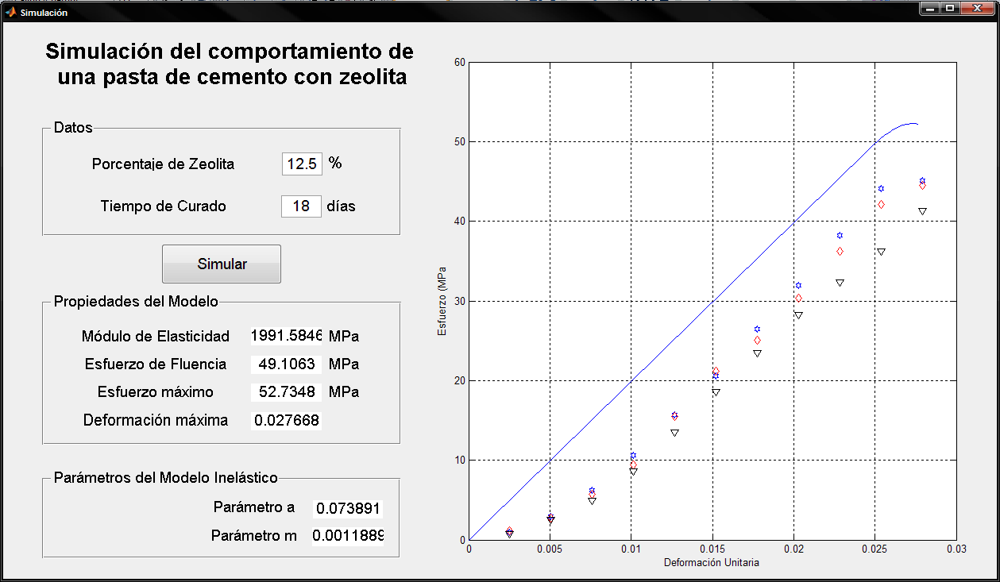 Simulación
Simulación del comportamiento de
una pasta de cemento con zeolita
Datos
Porcentaje de Zeolita 12.5 %
Tiempo de Curado 18 días
Simular
Propiedades del Modelo
Módulo de Elasticidad 1991.5846 MPa
Esfuerzo de Fluencia 49.1063 MPa
Esfuerzo máximo 52.7348 MPa
Deformación máxima 0.027668
Parámetros del Modelo Inelástico
Parámetro a 0.073891
Parámetro m 0.0011889
60
50
40
30
20
10
0
Esfuerzo (MPa
0 0.005 0.01 0.015 0.02 0.025 0.03
Deformación Unitaria